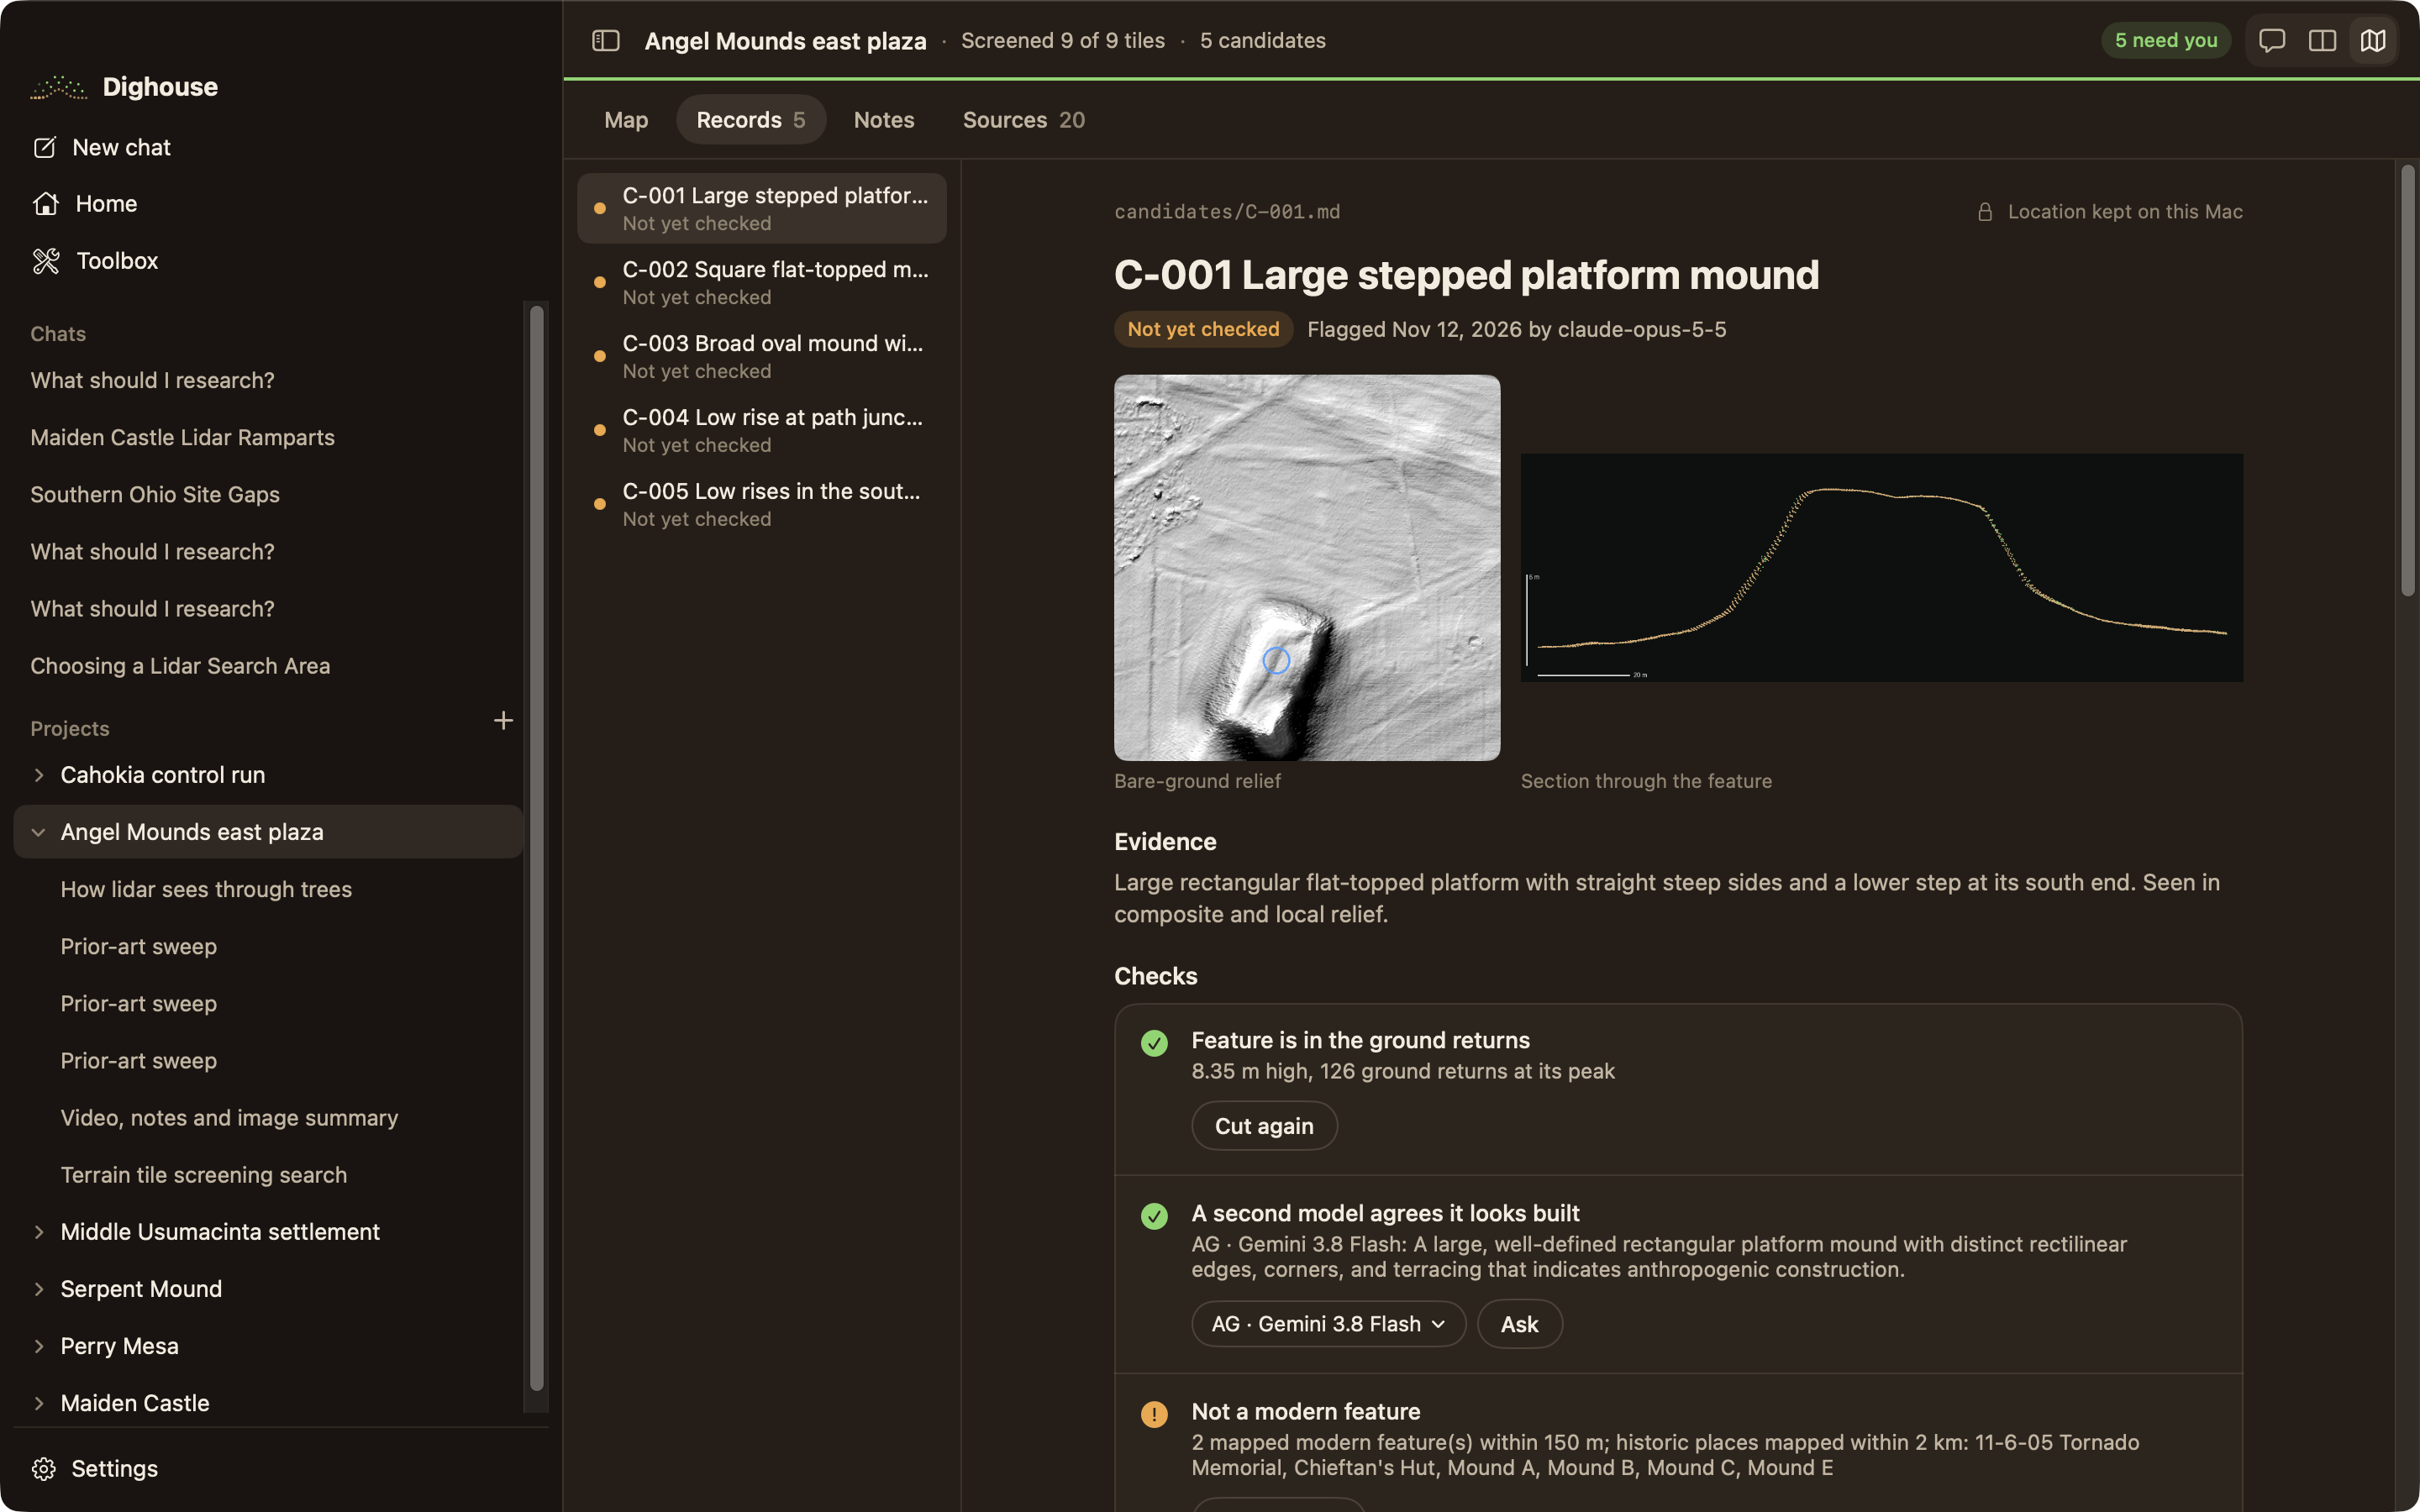 Dighouse
New chat
Home
Toolbox
Chats
What should I research?
Maiden Castle Lidar Ramparts
Southern Ohio Site Gaps
What should I research?
What should I research?
Choosing a Lidar Search Area
Projects
Cahokia control run
Angel Mounds east plaza
How lidar sees through trees
Prior-art sweep
Prior-art sweep
Prior-art sweep
Video, notes and image summary
Terrain tile screening search
Middle Usumacinta settlement
Serpent Mound
Perry Mesa
Maiden Castle
Settings
Angel Mounds east plaza · Screened 9 of 9 tiles · 5 candidates
5 need you
Map Records 5 Notes Sources 20
C-001 Large stepped platfor...
Not yet checked
C-002 Square flat-topped m...
Not yet checked
C-003 Broad oval mound wi...
Not yet checked
C-004 Low rise at path junc...
Not yet checked
C-005 Low rises in the sout...
Not yet checked
candidates/C-001.md
Location kept on this Mac
C-001 Large stepped platform mound
Not yet checked Flagged Nov 12, 2026 by claude-opus-5-5
5 m
20 m
Bare-ground relief
Section through the feature
Evidence
Large rectangular flat-topped platform with straight steep sides and a lower step at its south end. Seen in
composite and local relief.
Checks
Feature is in the ground returns
8.35 m high, 126 ground returns at its peak
Cut again
A second model agrees it looks built
AG · Gemini 3.8 Flash: A large, well-defined rectangular platform mound with distinct rectilinear
edges, corners, and terracing that indicates anthropogenic construction.
AG · Gemini 3.8 Flash Ask
Not a modern feature
2 mapped modern feature(s) within 150 m; historic places mapped within 2 km: 11-6-05 Tornado
Memorial, Chieftan's Hut, Mound A, Mound B, Mound C, Mound E